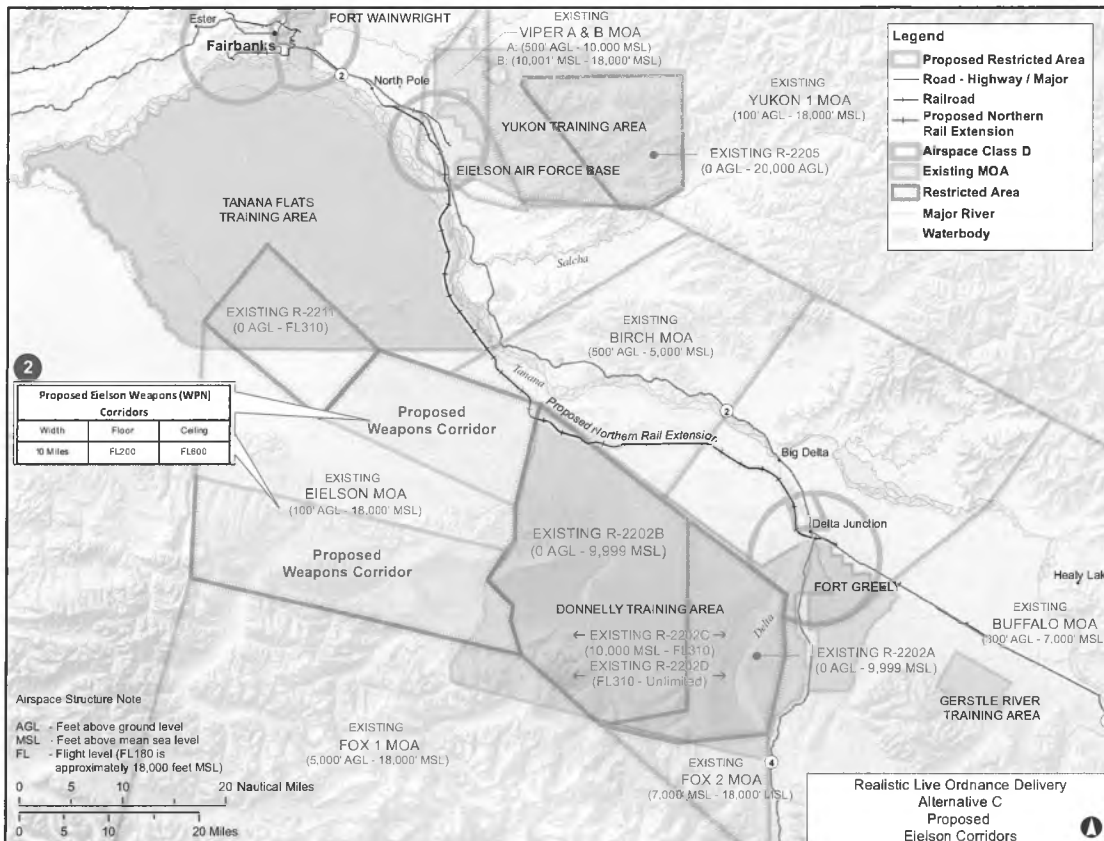 Ester
FORT WAINWRIGHT
Fairbanks
2
North Pole
EXISTING
VIPER A & B MOA
A: (500' AGL - 10,000 MSL)
B: (10,001' MSL - 18,000' MSL)
EXISTING
YUKON 1 MOA
(100' AGL - 18,000' MSL)
YUKON TRAINING AREA
EXISTING R-2205
(0 AGL - 20,000 AGL)
EIELSON AIR FORCE BASE
Legend
Proposed Restricted Area
Road - Highway / Major
Railroad
Proposed Northern
Rail Extension
Airspace Class D
Existing MOA
Restricted Area
Major River
Waterbody
TANANA FLATS
TRAINING AREA
Salcha
EXISTING R-2211
(0 AGL - FL310)
EXISTING
BIRCH MOA
(500' AGL - 5,000' MSL)
2
Proposed Eielson Weapons (WPN)
Corridors
Width Floor Ceiling
10 Miles FL200 FL600
Tanana
Proposed
Weapons Corridor
Proposed Northern Rail Extension
2
Big Delta
EXISTING
EIELSON MOA
(100' AGL - 18,000' MSL)
Delta Junction
EXISTING R-2202B
(0 AGL - 9,999 MSL)
Proposed
Weapons Corridor
FORT GREELY
Healy Lak
DONNELLY TRAINING AREA
Delta
EXISTING
BUFFALO MOA
(300' AGL - 7,000' MSL)
EXISTING R-2202C
(10,000 MSL - FL310)
EXISTING R-2202D
(FL310 - Unlimited)
EXISTING R-2202A
(0 AGL - 9,999 MSL)
GERSTLE RIVER
TRAINING AREA
Airspace Structure Note
AGL - Feet above ground level
MSL - Feet above mean sea level
FL - Flight level (FL180 is
approximately 18,000 feet MSL)
EXISTING
FOX 1 MOA
(5,000' AGL - 18,000' MSL)
EXISTING
FOX 2 MOA
(7,000' MSL - 18,000' MSL)
4
0 5 10 20 Nautical Miles
0 5 10 20 Miles
Realistic Live Ordnance Delivery
Alternative C
Proposed
Eielson Corridors